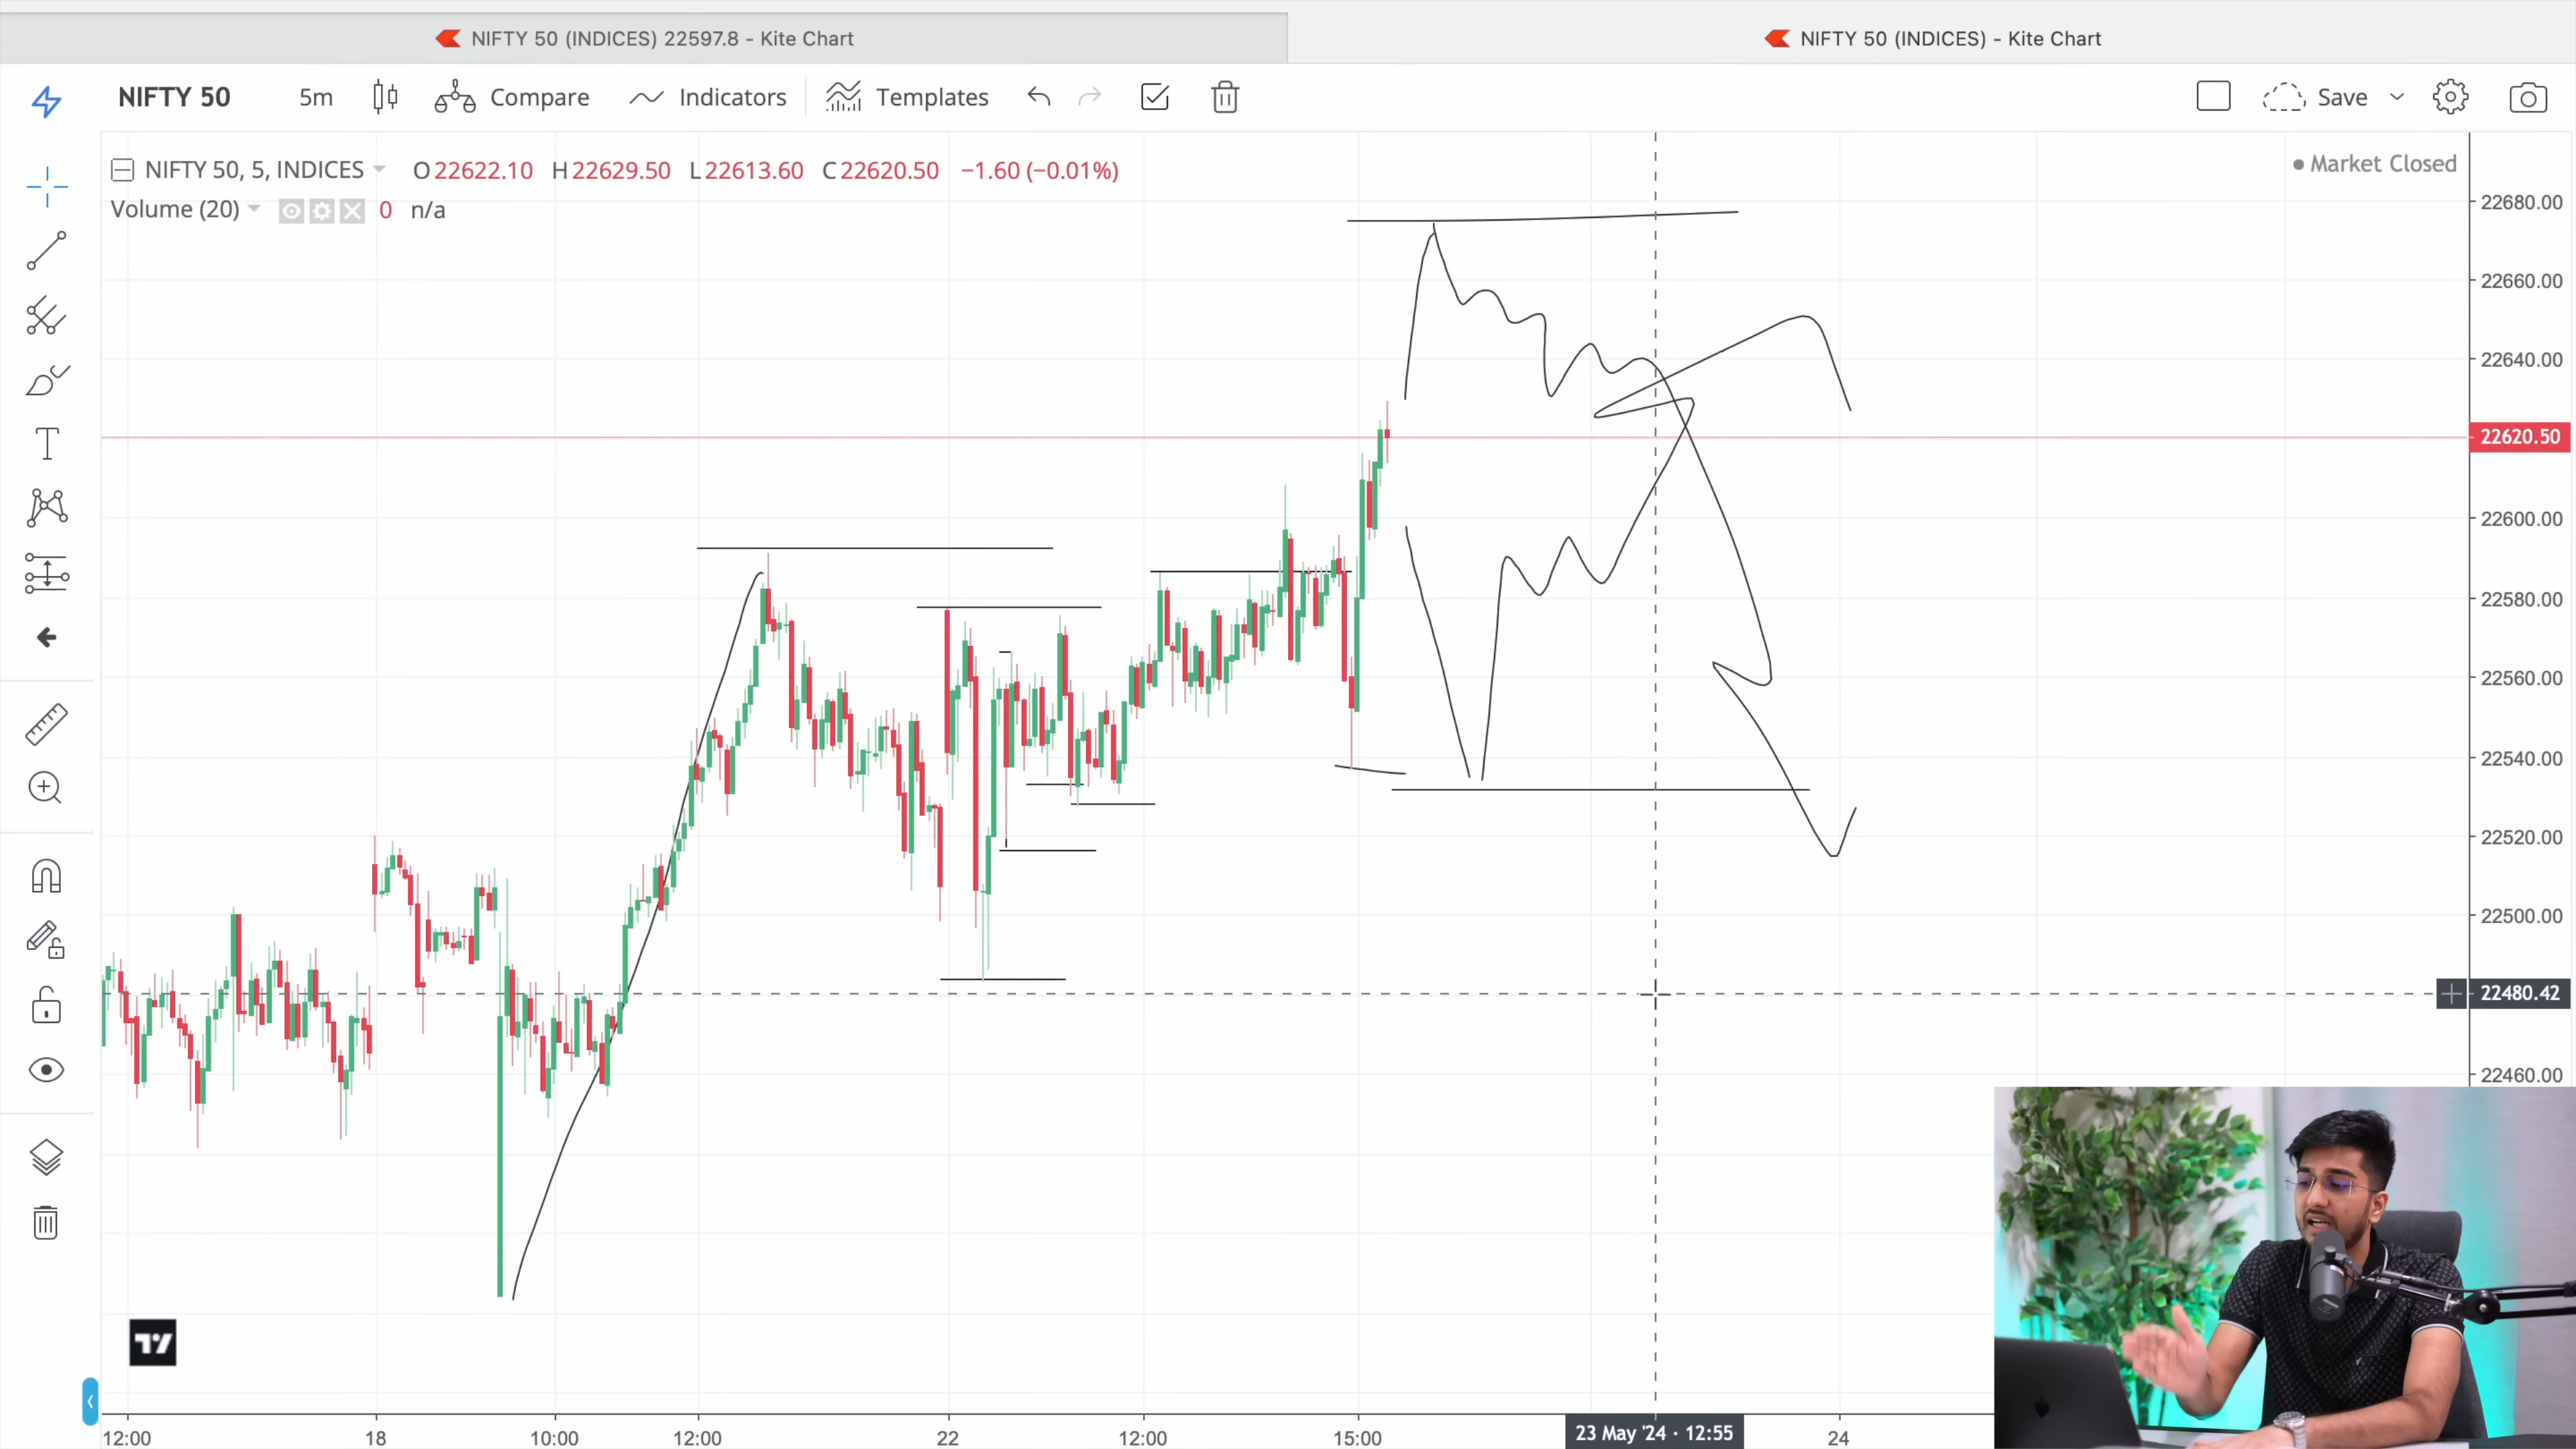 NIFTY 50 (INDICES) 22597.8 - Kite Chart
NIFTY 50 (INDICES) - Kite Chart
NIFTY 50 5m Compare Indicators Templates Save
NIFTY 50, 5, INDICES O22622.10 H22629.50 L22613.60 C22620.50 −1.60 (−0.01%)
Market Closed
Volume (20) 0 n/a
22680.00
22660.00
22640.00
22620.50
22600.00
22580.00
22560.00
22540.00
22520.00
22500.00
22480.42
22460.00
12:00 18 10:00 12:00 22 12:00 15:00 23 May '24 · 12:55 24